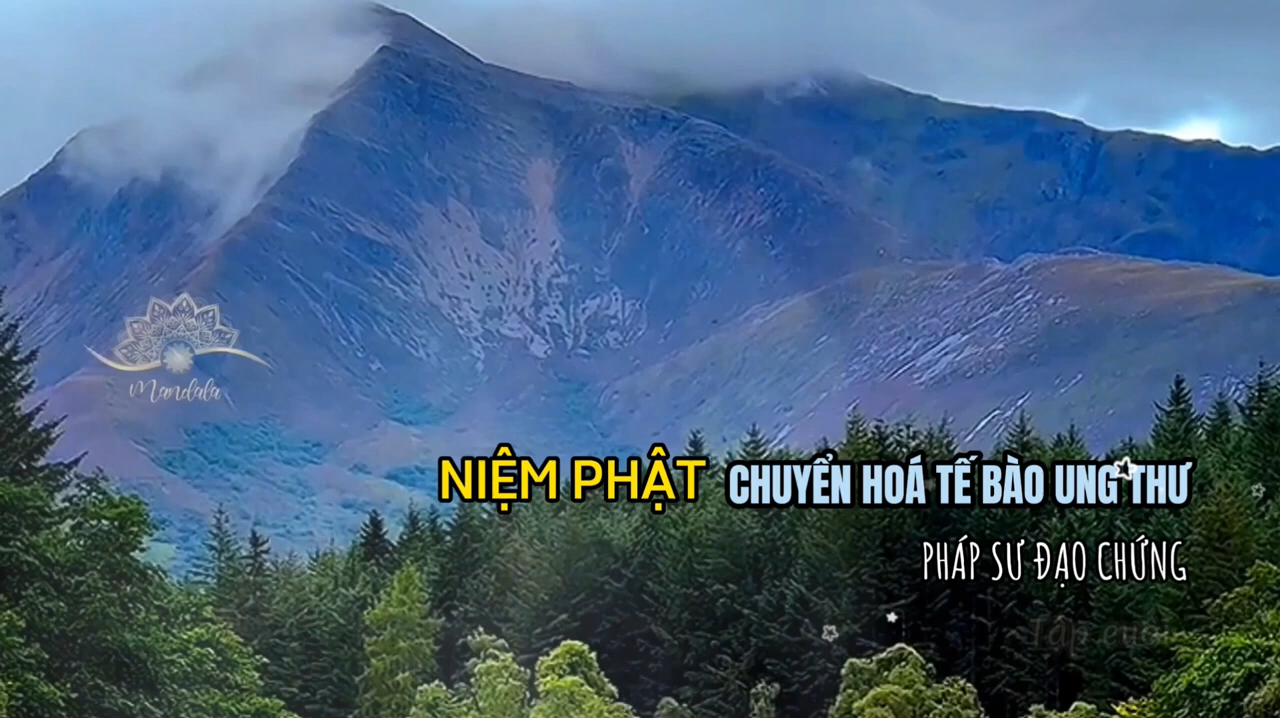 Mandala
NIỆM PHẬT CHUYỂN HOÁ TẾ BÀO UNG THƯ
PHÁP SƯ ĐẠO CHỨNG